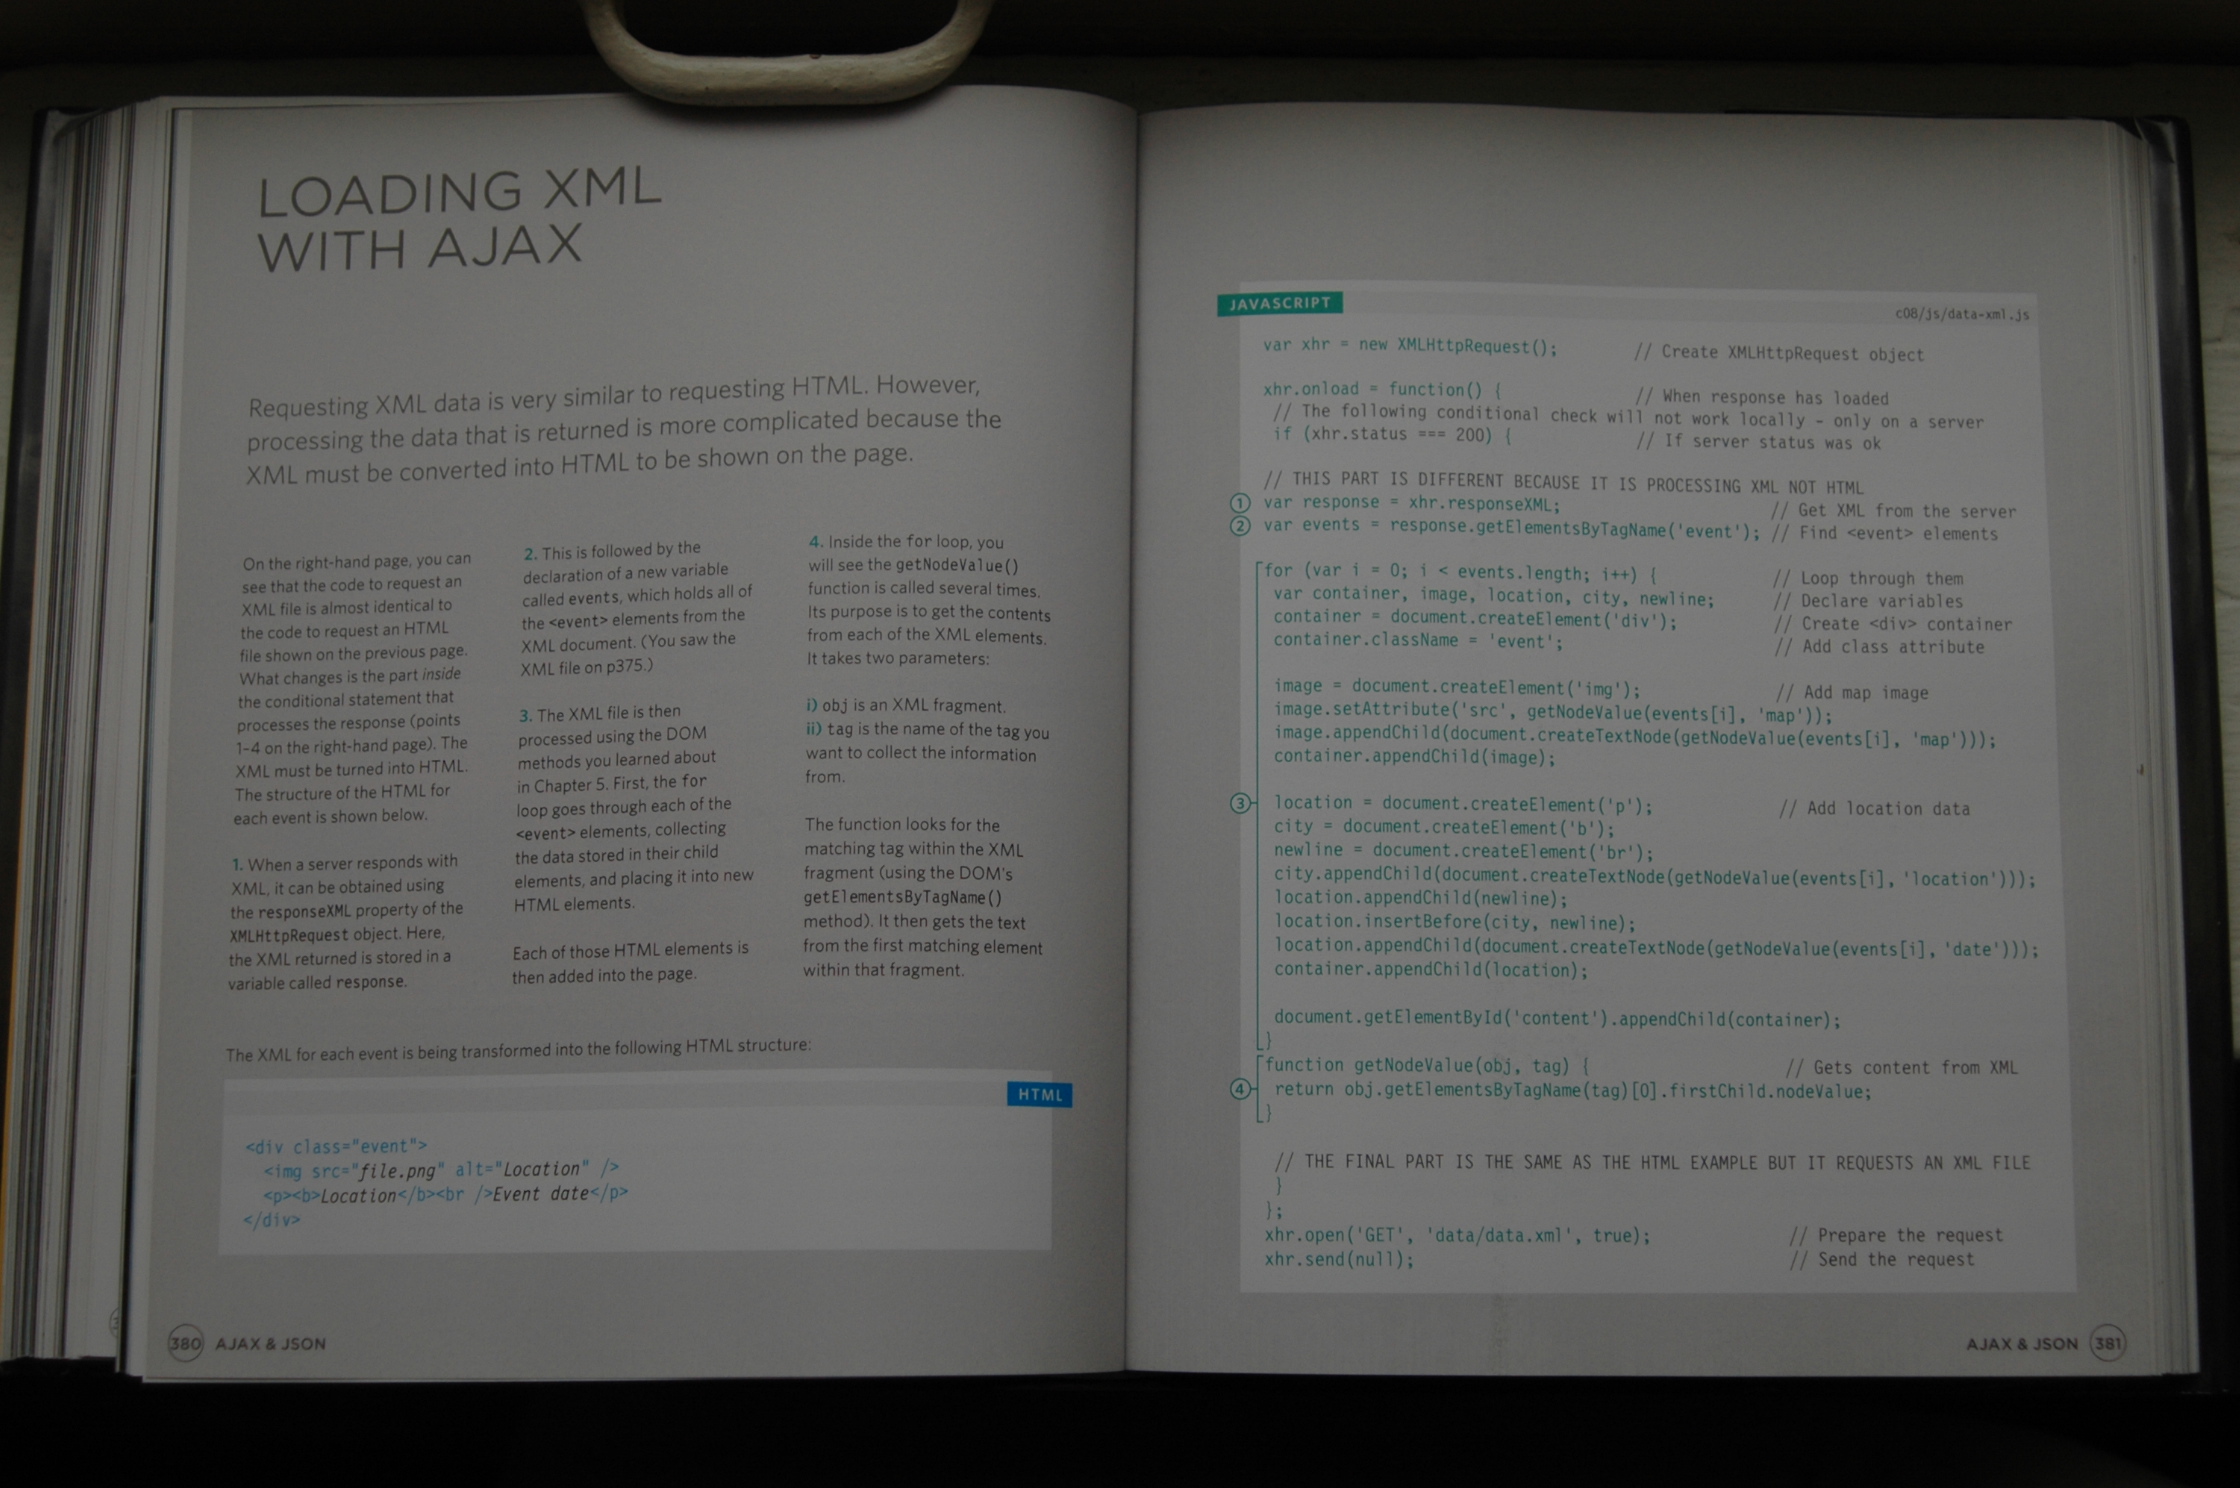 LOADING XML
WITH AJAX
Requesting XML data is very similar to requesting HTML. However,
processing the data that is returned is more complicated because the
XML must be converted into HTML to be shown on the page.
On the right-hand page, you can
see that the code to request an
XML file is almost identical to
the code to request an HTML
file shown on the previous page.
What changes is the part inside
the conditional statement that
processes the response (points
1-4 on the right-hand page). The
XML must be turned into HTML.
The structure of the HTML for
each event is shown below.
1. When a server responds with
XML, it can be obtained using
the responseXML property of the
XMLHttpRequest object. Here,
the XML returned is stored in a
variable called response.
2. This is followed by the
declaration of a new variable
called events, which holds all of
the <event> elements from the
XML document. (You saw the
XML file on p375.)
3. The XML file is then
processed using the DOM
methods you learned about
in Chapter 5. First, the for
loop goes through each of the
<event> elements, collecting
the data stored in their child
elements, and placing it into new
HTML elements.
Each of those HTML elements is
then added into the page.
4. Inside the for loop, you
will see the getNodeValue()
function is called several times.
Its purpose is to get the contents
from each of the XML elements.
It takes two parameters:
i) obj is an XML fragment.
ii) tag is the name of the tag you
want to collect the information
from.
The function looks for the
matching tag within the XML
fragment (using the DOM's
getElementsByTagName()
method). It then gets the text
from the first matching element
within that fragment.
The XML for each event is being transformed into the following HTML structure:
HTML
<div class="event">
<img src="file.png" alt="Location" />
<p><b>Location</b><br />Event date</p>
</div>
380 AJAX & JSON
JAVASCRIPT
c08/js/data-xml.js
var xhr = new XMLHttpRequest(); // Create XMLHttpRequest object
xhr.onload = function() { // When response has loaded
// The following conditional check will not work locally - only on a server
if (xhr.status === 200) { // If server status was ok
// THIS PART IS DIFFERENT BECAUSE IT IS PROCESSING XML NOT HTML
1 var response = xhr.responseXML; // Get XML from the server
2 var events = response.getElementsByTagName('event'); // Find <event> elements
for (var i = 0; i < events.length; i++) { // Loop through them
var container, image, location, city, newline; // Declare variables
container = document.createElement('div'); // Create <div> container
container.className = 'event'; // Add class attribute
image = document.createElement('img'); // Add map image
image.setAttribute('src', getNodeValue(events[i], 'map'));
image.appendChild(document.createTextNode(getNodeValue(events[i], 'map')));
container.appendChild(image);
3 location = document.createElement('p'); // Add location data
city = document.createElement('b');
newline = document.createElement('br');
city.appendChild(document.createTextNode(getNodeValue(events[i], 'location')));
location.appendChild(newline);
location.insertBefore(city, newline);
location.appendChild(document.createTextNode(getNodeValue(events[i], 'date')));
container.appendChild(location);
document.getElementById('content').appendChild(container);
}
function getNodeValue(obj, tag) { // Gets content from XML
4 return obj.getElementsByTagName(tag)[0].firstChild.nodeValue;
}
// THE FINAL PART IS THE SAME AS THE HTML EXAMPLE BUT IT REQUESTS AN XML FILE
}
};
xhr.open('GET', 'data/data.xml', true); // Prepare the request
xhr.send(null); // Send the request
AJAX & JSON 381